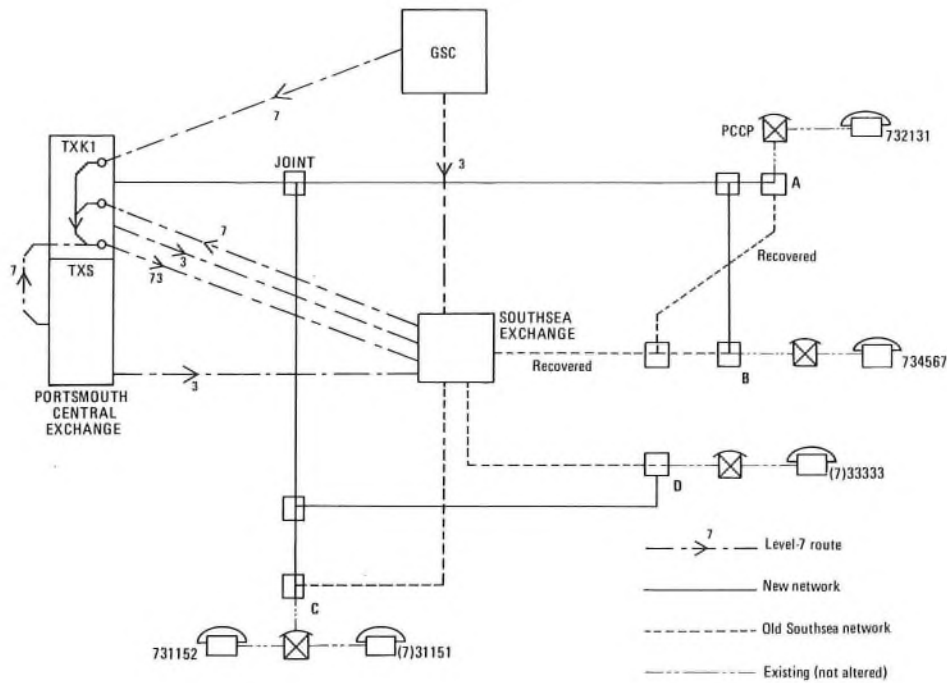 GSC
7
TXK1
JOINT
3
PCCP
732131
A
7
7
3
73
TXS
Recovered
SOUTHSEA
EXCHANGE
Recovered
B
734567
3
PORTSMOUTH
CENTRAL
EXCHANGE
D
(7)33333
7
Level-7 route
New network
C
Old Southsea network
731152
(7)31151
Existing (not altered)